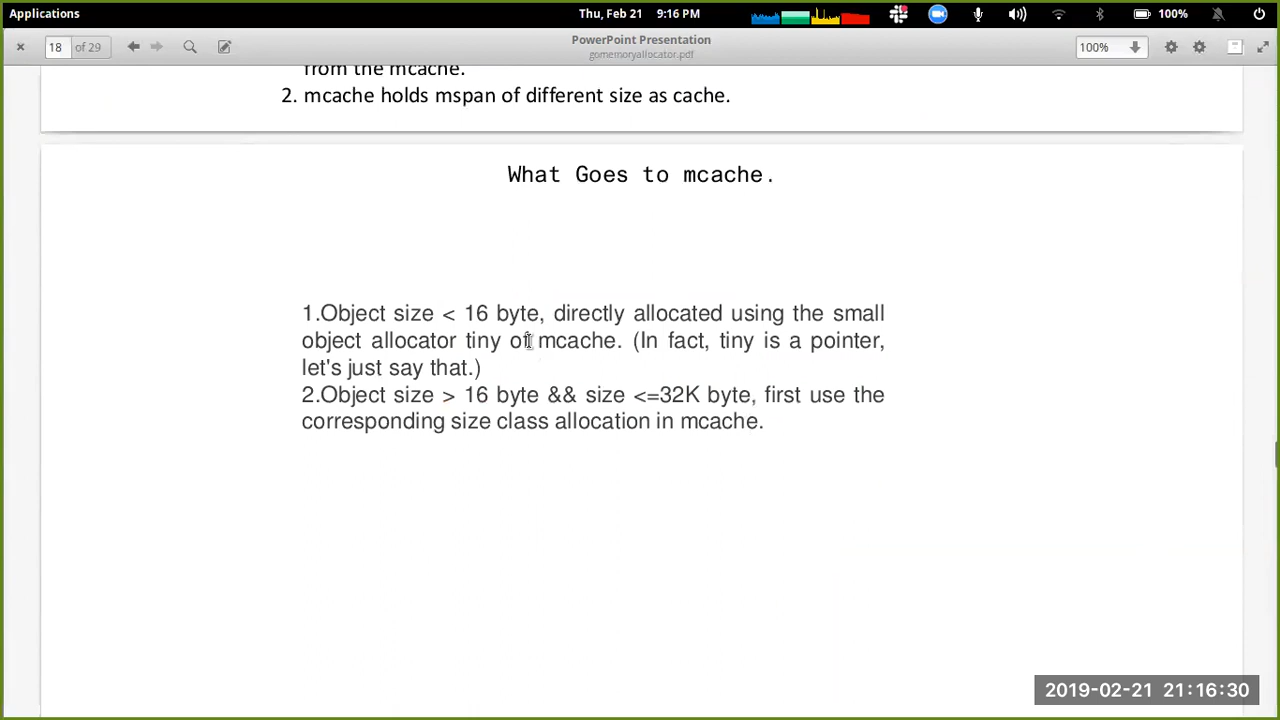 Applications
Thu, Feb 21 9:16 PM
100%
18 of 29
PowerPoint Presentation
gomemoryallocator.pdf
100%
from the mcache.
2. mcache holds mspan of different size as cache.
What Goes to mcache.
1.Object size < 16 byte, directly allocated using the small
object allocator tiny of mcache. (In fact, tiny is a pointer,
let's just say that.)
2.Object size > 16 byte && size <=32K byte, first use the
corresponding size class allocation in mcache.
2019-02-21 21:16:30